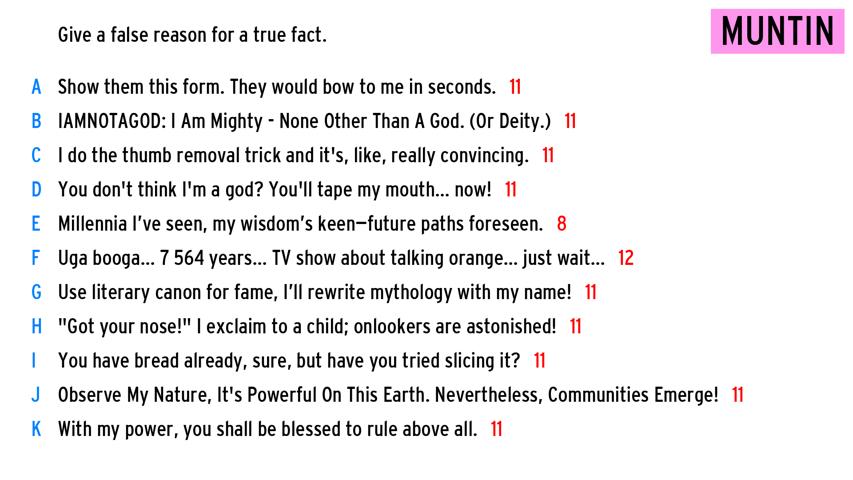 Give a false reason for a true fact.
MUNTIN
A Show them this form. They would bow to me in seconds. 11
B IAMNOTAGOD: I Am Mighty - None Other Than A God. (Or Deity.) 11
C I do the thumb removal trick and it's, like, really convincing. 11
D You don't think I'm a god? You'll tape my mouth... now! 11
E Millennia I've seen, my wisdom's keen—future paths foreseen. 8
F Uga booga... 7 564 years... TV show about talking orange... just wait... 12
G Use literary canon for fame, I'll rewrite mythology with my name! 11
H "Got your nose!" I exclaim to a child; onlookers are astonished! 11
I You have bread already, sure, but have you tried slicing it? 11
J Observe My Nature, It's Powerful On This Earth. Nevertheless, Communities Emerge! 11
K With my power, you shall be blessed to rule above all. 11